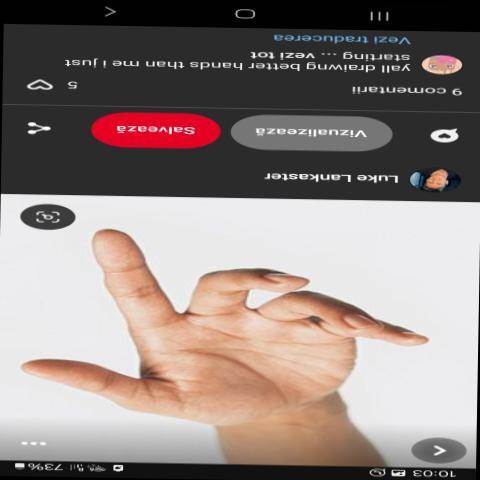 10:03
73%
Luke Lankaster
Vizualizează
Salvează
9 comentarii
5
yall draiwng better hands than me i just
starting ... vezi tot
Vezi traducerea